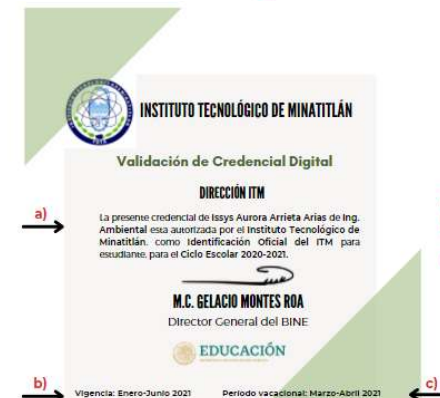 INSTITUTO TECNOLÓGICO DE MINATITLÁN
Validación de Credencial Digital
DIRECCIÓN ITM
a)
La presente credencial de Issys Aurora Arrieta Arias de Ing.
Ambiental esta autorizada por el Instituto Tecnológico de
Minatitlán, como Identificación Oficial del ITM para
estudiante, para el Ciclo Escolar 2020-2021.
M.C. GELACIO MONTES ROA
Director General del BINE
EDUCACIÓN
b)
Vigencia: Enero-Junio 2021
Periodo vacacional: Marzo-Abril 2021
c)